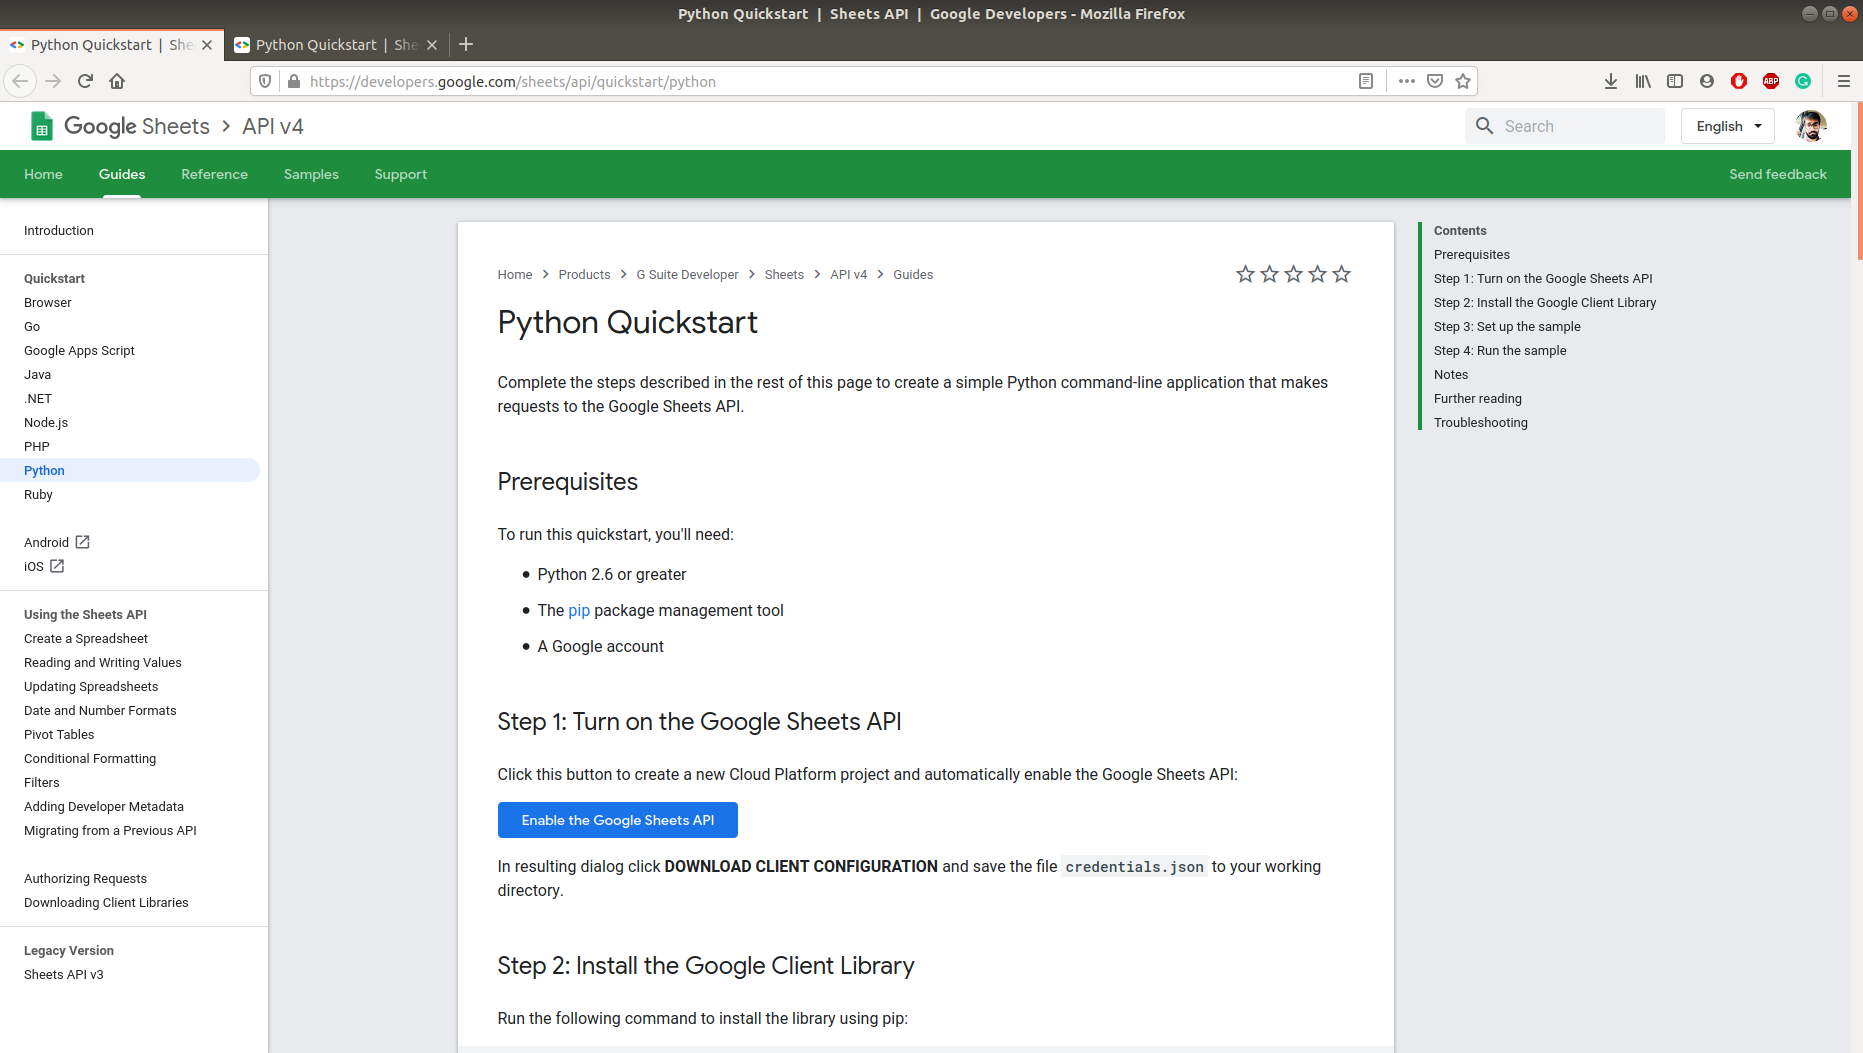 Python Quickstart | Sheets API | Google Developers - Mozilla Firefox
Python Quickstart | She
Python Quickstart | She
https://developers.google.com/sheets/api/quickstart/python
ABP
Google Sheets > API v4
Search
English
Home
Guides
Reference
Samples
Support
Send feedback
Introduction
Quickstart
Browser
Go
Google Apps Script
Java
.NET
Node.js
PHP
Python
Ruby
Android
iOS
Using the Sheets API
Create a Spreadsheet
Reading and Writing Values
Updating Spreadsheets
Date and Number Formats
Pivot Tables
Conditional Formatting
Filters
Adding Developer Metadata
Migrating from a Previous API
Authorizing Requests
Downloading Client Libraries
Legacy Version
Sheets API v3
Home > Products > G Suite Developer > Sheets > API v4 > Guides
Python Quickstart
Complete the steps described in the rest of this page to create a simple Python command-line application that makes
requests to the Google Sheets API.
Prerequisites
To run this quickstart, you'll need:
• Python 2.6 or greater
• The pip package management tool
• A Google account
Step 1: Turn on the Google Sheets API
Click this button to create a new Cloud Platform project and automatically enable the Google Sheets API:
Enable the Google Sheets API
In resulting dialog click DOWNLOAD CLIENT CONFIGURATION and save the file credentials.json to your working
directory.
Step 2: Install the Google Client Library
Run the following command to install the library using pip:
Contents
Prerequisites
Step 1: Turn on the Google Sheets API
Step 2: Install the Google Client Library
Step 3: Set up the sample
Step 4: Run the sample
Notes
Further reading
Troubleshooting